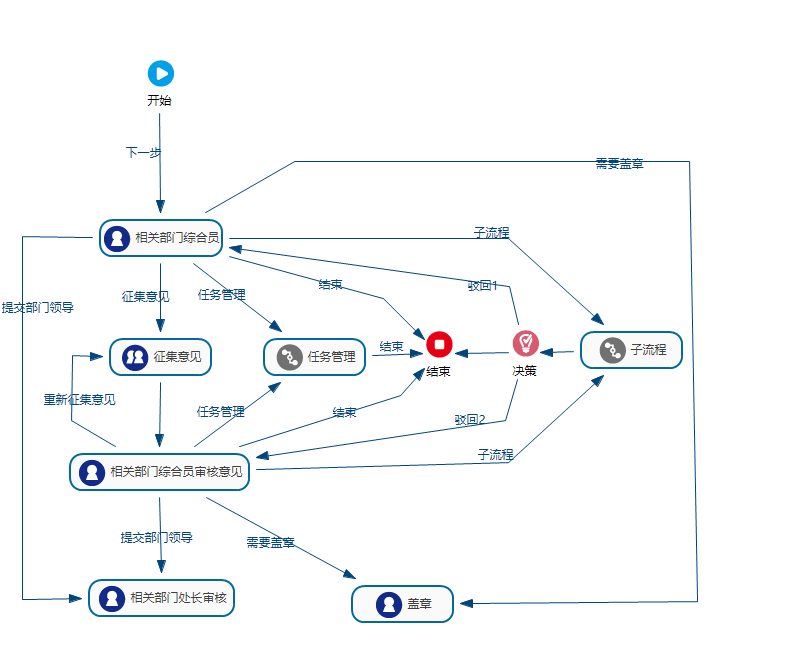 开始
下一步
需要盖章
子流程
相关部门综合员
结束
驳回1
征集意见
任务管理
提交部门领导
征集意见
任务管理
结束
结束
决策
子流程
重新征集意见
任务管理
结束
驳回2
子流程
相关部门综合员审核意见
提交部门领导
需要盖章
相关部门处长审核
盖章